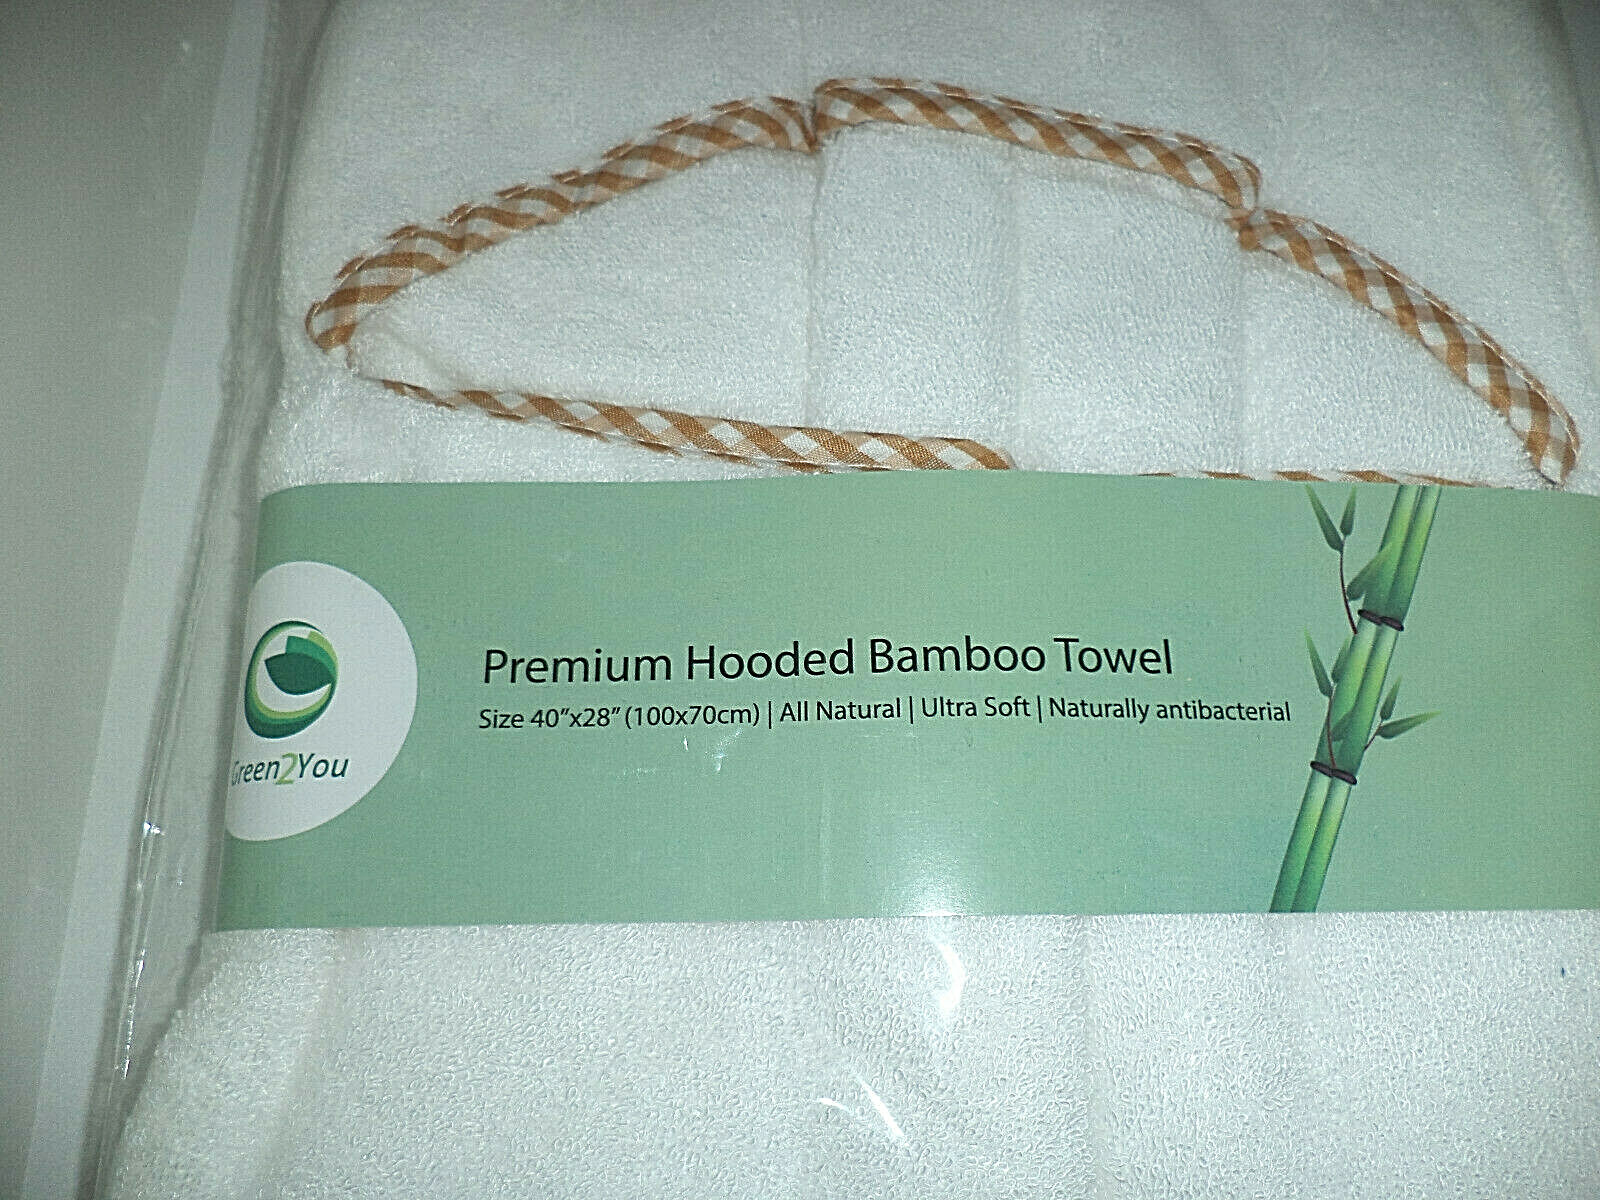 Premium Hooded Bamboo Towel
Size 40”x28” (100x70cm) | All Natural | Ultra Soft | Naturally antibacterial
Green2You